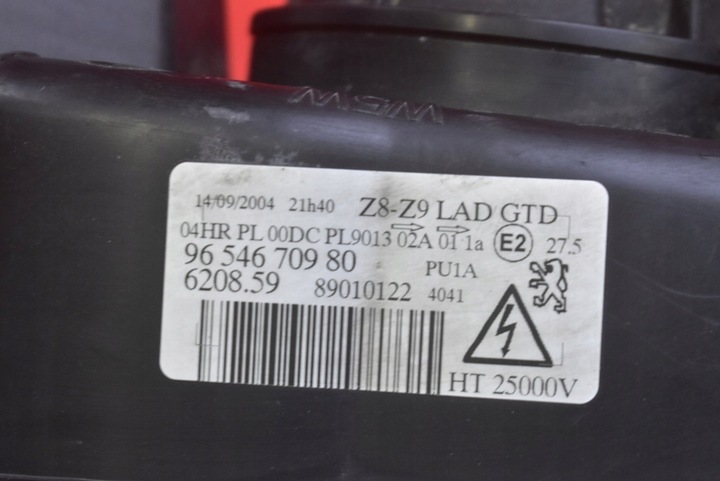 W5W
14/09/2004 21h40 Z8-Z9 LAD GTD
04HR PL 00DC PL9013 02A 01 1a E2 27.5
96 546 709 80 PU1A
6208.59 89010122 4041
HT 25000V